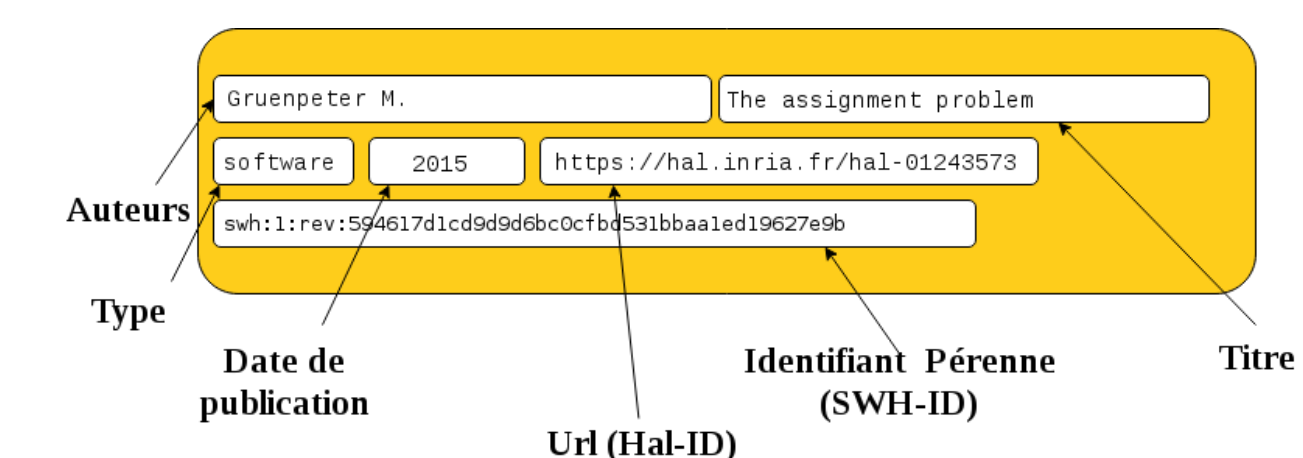 Gruenpeter M.
The assignment problem
software
2015
https://hal.inria.fr/hal-01243573
Auteurs
swh:1:rev:594617d1cd9d9d6bc0cfbd531bbaa1ed19627e9b
Type
Date de
publication
Identifiant Pérenne
(SWH-ID)
Titre
Url (Hal-ID)